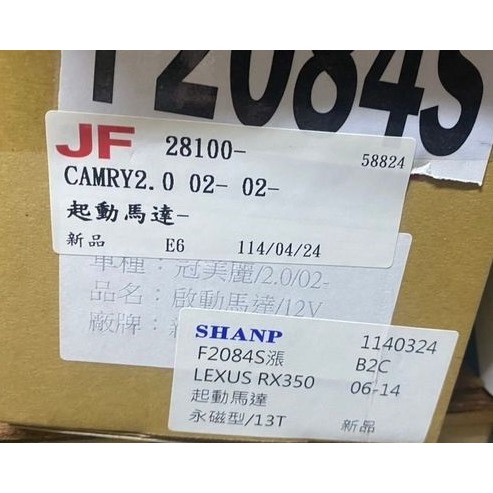 F2084S
JF 28100- 58824
CAMRY2.0 02- 02-
起動馬達-
新品 E6 114/04/24
車種：冠美麗/2.0/02-
品名：啟動馬達/12V
廠牌：
SHANP 1140324
F2084S漲 B2C
LEXUS RX350 06-14
起動馬達
永磁型/13T 新品